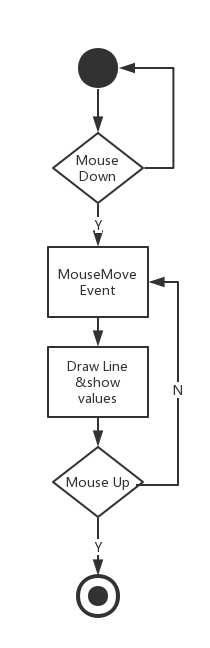 Mouse
Down
Y
MouseMove
Event
Draw Line
&show
values
N
Mouse Up
Y